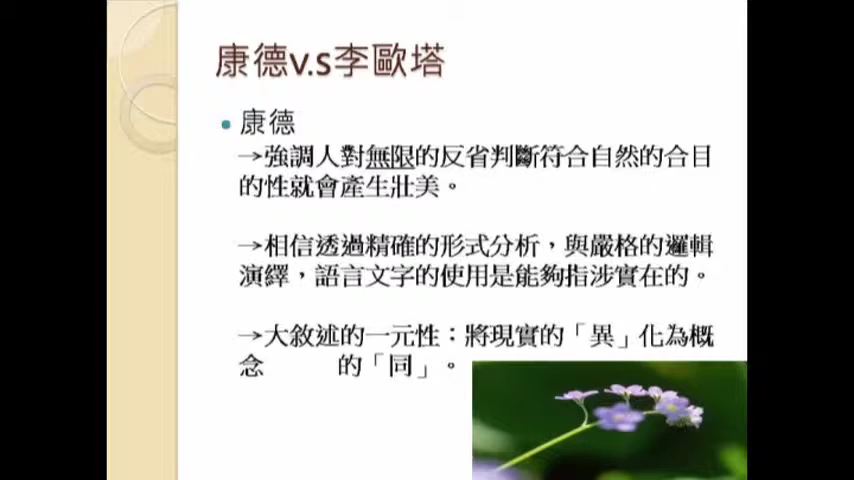 康德v.s李歐塔
康德
→強調人對無限的反省判斷符合自然的合目
的性就會產生壯美。
→相信透過精確的形式分析，與嚴格的邏輯
演繹，語言文字的使用是能夠指涉實在的。
→大敘述的一元性：將現實的「異」化為概
念 的「同」。